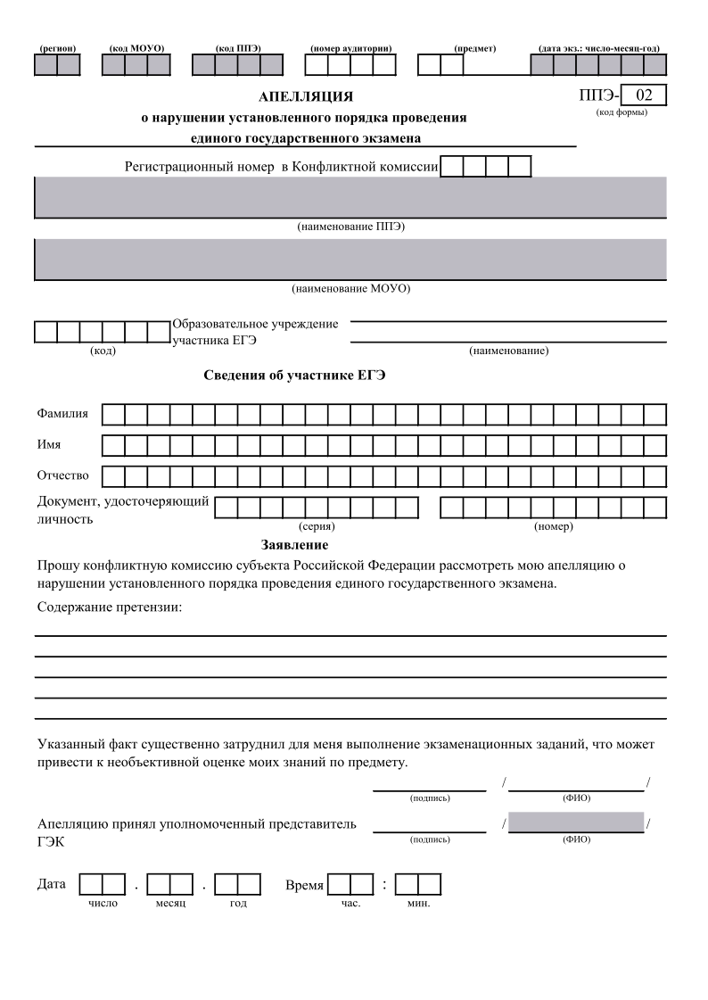 (регион) (код МОУО) (код ППЭ) (номер аудитории) (предмет) (дата экз.: число-месяц-год)
АПЕЛЛЯЦИЯ ППЭ- 02
(код формы)
о нарушении установленного порядка проведения
единого государственного экзамена
Регистрационный номер в Конфликтной комиссии
(наименование ППЭ)
(наименование МОУО)
Образовательное учреждение
участника ЕГЭ
(код) (наименование)
Сведения об участнике ЕГЭ
Фамилия
Имя
Отчество
Документ, удосточеряющий
личность
(серия) (номер)
Заявление
Прошу конфликтную комиссию субъекта Российской Федерации рассмотреть мою апелляцию о
нарушении установленного порядка проведения единого государственного экзамена.
Содержание претензии:
Указанный факт существенно затруднил для меня выполнение экзаменационных заданий, что может
привести к необъективной оценке моих знаний по предмету.
/ /
(подпись) (ФИО)
Апелляцию принял уполномоченный представитель / /
ГЭК
(подпись) (ФИО)
Дата . . Время :
число месяц год час. мин.